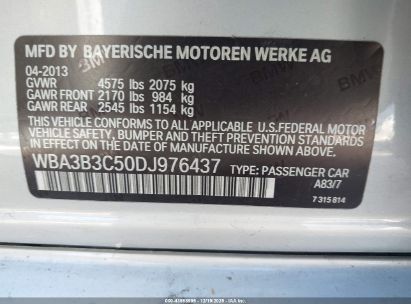 MFD BY BAYERISCHE MOTOREN WERKE AG
04-2013
GVWR 4575 lbs 2075 kg
GAWR FRONT 2170 lbs 984 kg
GAWR REAR 2545 lbs 1154 kg
THIS VEHICLE CONFORMS TO ALL APPLICABLE U.S.FEDERAL MOTOR
VEHICLE SAFETY, BUMPER, AND THEFT PREVENTION STANDARDS
IN EFFECT ON THE DATE OF MANUFACTURE SHOWN ABOVE.
WBA3B3C50DJ976437 TYPE: PASSENGER CAR
A83/7
7 315 814